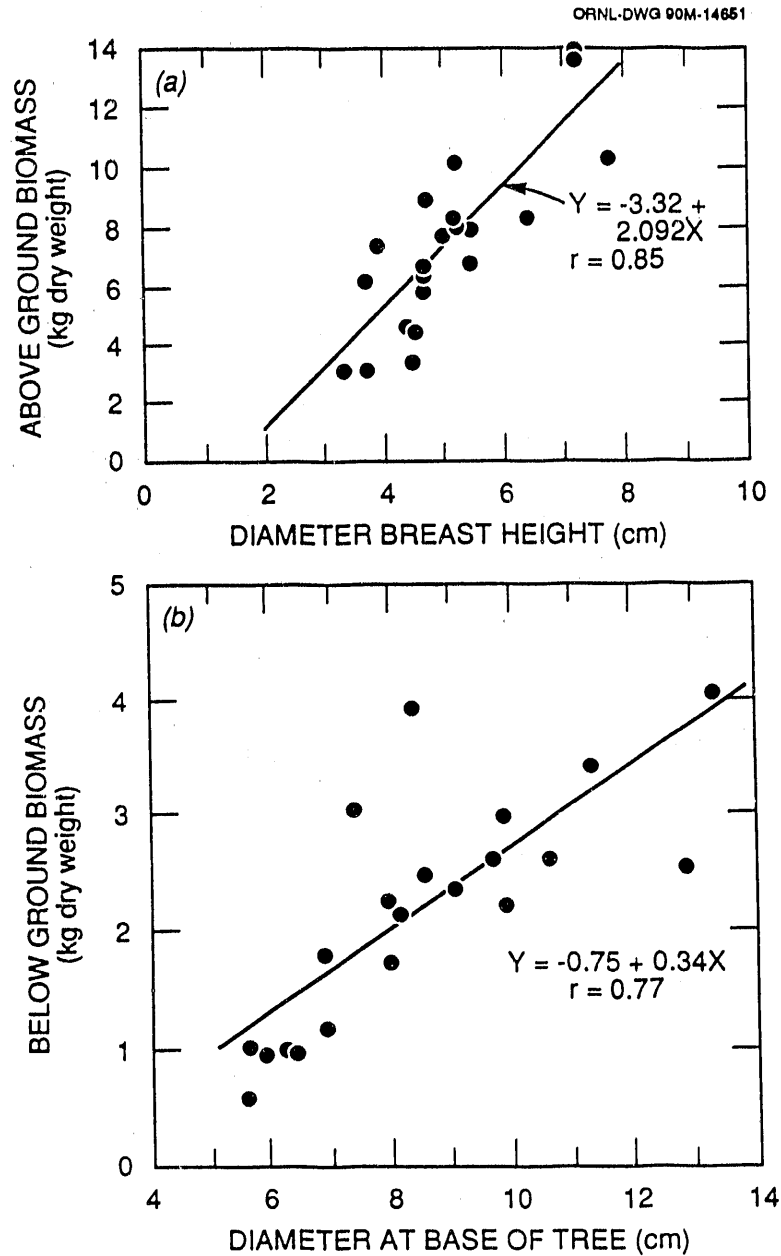 ORNL-DWG 90M-14651
(a)
ABOVE GROUND BIOMASS
(kg dry weight)
14
12
10
8
6
4
2
0
Y = -3.32 +
2.092X
r = 0.85
0 2 4 6 8 10
DIAMETER BREAST HEIGHT (cm)
(b)
BELOW GROUND BIOMASS
(kg dry weight)
5
4
3
2
1
0
Y = -0.75 + 0.34X
r = 0.77
4 6 8 10 12 14
DIAMETER AT BASE OF TREE (cm)